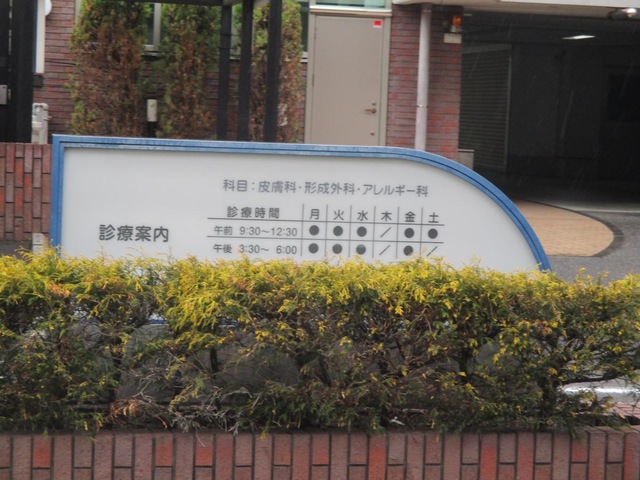 科目：皮膚科・形成外科・アレルギー科
診療案内
診療時間 月 火 水 木 金 土
午前 9:30～12:30 ● ● ● ／ ● ●
午後 3:30～ 6:00 ● ● ● ／ ● ／